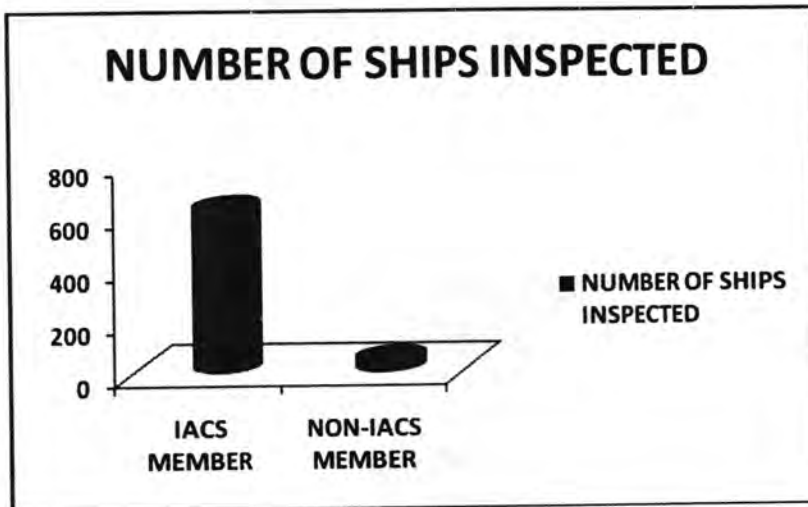 NUMBER OF SHIPS INSPECTED
800
600
400
200
0
IACS
MEMBER
NON-IACS
MEMBER
NUMBER OF SHIPS
INSPECTED